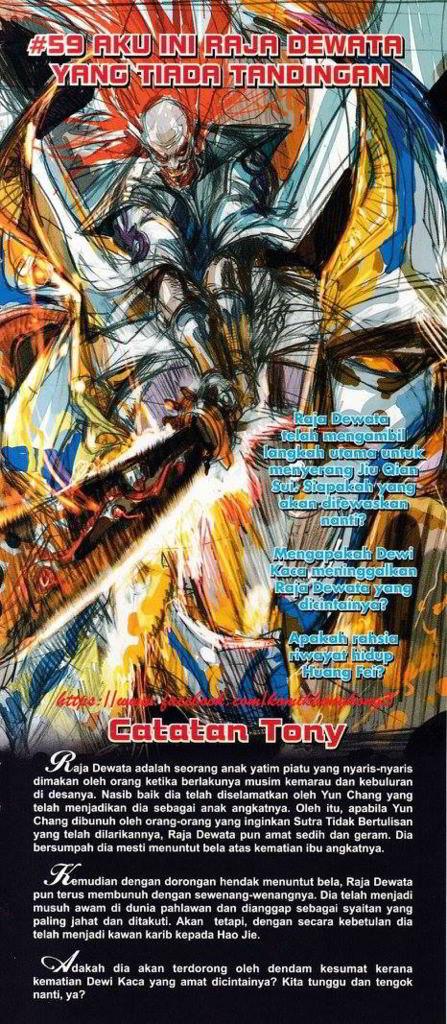 #59 AKU INI RAJA DEWATA
YANG TIADA TANDINGAN
Raja Dewata
telah mengambil
langkah utama untuk
menyerang Jiu Qian
Sui. Siapakah yang
akan ditewaskan
nanti?
Mengapakah Dewi
Kaca meninggalkan
Raja Dewata yang
dicintainya?
Apakah rahsia
riwayat hidup
Huang Fei?
Catatan Tony
Raja Dewata adalah seorang anak yatim piatu yang nyaris-nyaris
dimakan oleh orang ketika berlakunya musim kemarau dan kebuluran
di desanya. Nasib baik dia telah diselamatkan oleh Yun Chang yang
telah menjadikan dia sebagai anak angkatnya. Oleh itu, apabila Yun
Chang dibunuh oleh orang-orang yang inginkan Sutra Tidak Bertulisan
yang telah dilarikannya, Raja Dewata pun amat sedih dan geram. Dia
bersumpah dia mesti menuntut bela atas kematian ibu angkatnya.
Kemudian dengan dorongan hendak menuntut bela, Raja Dewata
pun terus membunuh dengan sewenang-wenangnya. Dia telah menjadi
musuh awam di dunia pahlawan dan dianggap sebagai syaitan yang
paling jahat dan ditakuti. Akan tetapi, dengan secara kebetulan dia
telah menjadi kawan karib kepada Hao Jie.
Adakah dia akan terdorong oleh dendam kesumat kerana
kematian Dewi Kaca yang amat dicintainya? Kita tunggu dan tengok
nanti, ya?